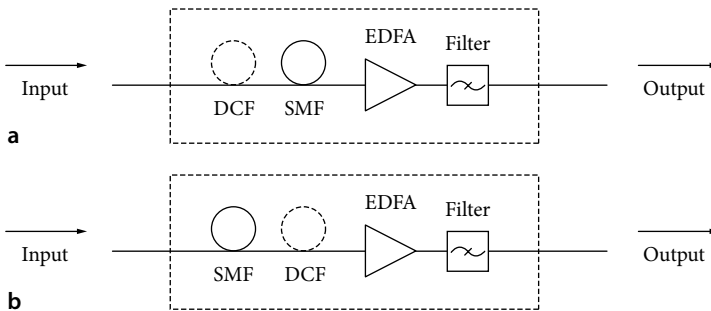 EDFA
Filter
Input
DCF
SMF
Output
a
EDFA
Filter
Input
SMF
DCF
Output
b